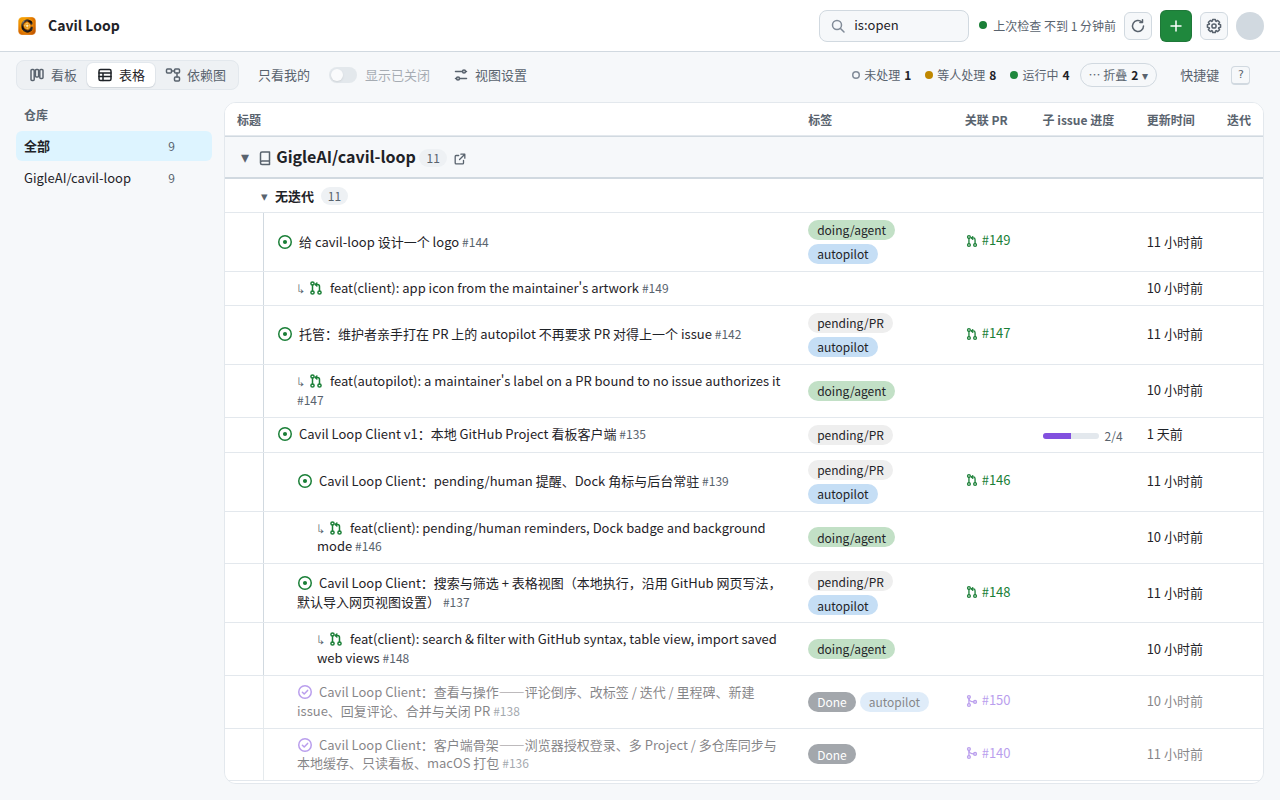 Cavil Loop
is:open
上次检查 不到 1 分钟前
看板
表格
依赖图
只看我的
显示已关闭
视图设置
未处理 1
等人处理 8
运行中 4
··· 折叠 2 ▾
快捷键 ?
仓库
全部 9
GigleAI/cavil-loop 9
标题 标签 关联 PR 子 issue 进度 更新时间 迭代
▼ GigleAI/cavil-loop 11
▼ 无迭代 11
给 cavil-loop 设计一个 logo #144
doing/agent
autopilot
#149
11 小时前
↳ feat(client): app icon from the maintainer's artwork #149
10 小时前
托管：维护者亲手打在 PR 上的 autopilot 不再要求 PR 对得上一个 issue #142
pending/PR
autopilot
#147
11 小时前
↳ feat(autopilot): a maintainer's label on a PR bound to no issue authorizes it
#147
doing/agent
10 小时前
Cavil Loop Client v1：本地 GitHub Project 看板客户端 #135
pending/PR
2/4
1 天前
Cavil Loop Client：pending/human 提醒、Dock 角标与后台常驻 #139
pending/PR
autopilot
#146
11 小时前
↳ feat(client): pending/human reminders, Dock badge and background
mode #146
doing/agent
10 小时前
Cavil Loop Client：搜索与筛选 + 表格视图（本地执行，沿用 GitHub 网页写法，
默认导入网页视图设置） #137
pending/PR
autopilot
#148
11 小时前
↳ feat(client): search & filter with GitHub syntax, table view, import saved
web views #148
doing/agent
10 小时前
Cavil Loop Client：查看与操作——评论倒序、改标签 / 迭代 / 里程碑、新建
issue、回复评论、合并与关闭 PR #138
Done
autopilot
#150
10 小时前
Cavil Loop Client：客户端骨架——浏览器授权登录、多 Project / 多仓库同步与
本地缓存、只读看板、macOS 打包 #136
Done
#140
11 小时前